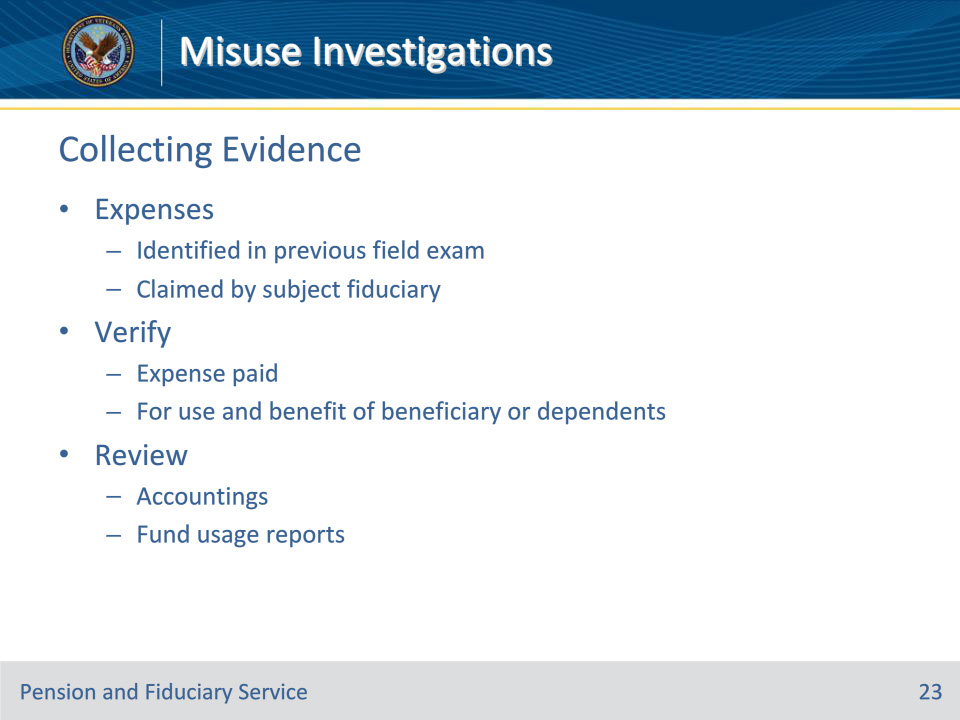 DEPARTMENT OF VETERANS AFFAIRS
UNITED STATES OF AMERICA
Misuse Investigations
Collecting Evidence
• Expenses
– Identified in previous field exam
– Claimed by subject fiduciary
• Verify
– Expense paid
– For use and benefit of beneficiary or dependents
• Review
– Accountings
– Fund usage reports
Pension and Fiduciary Service
23